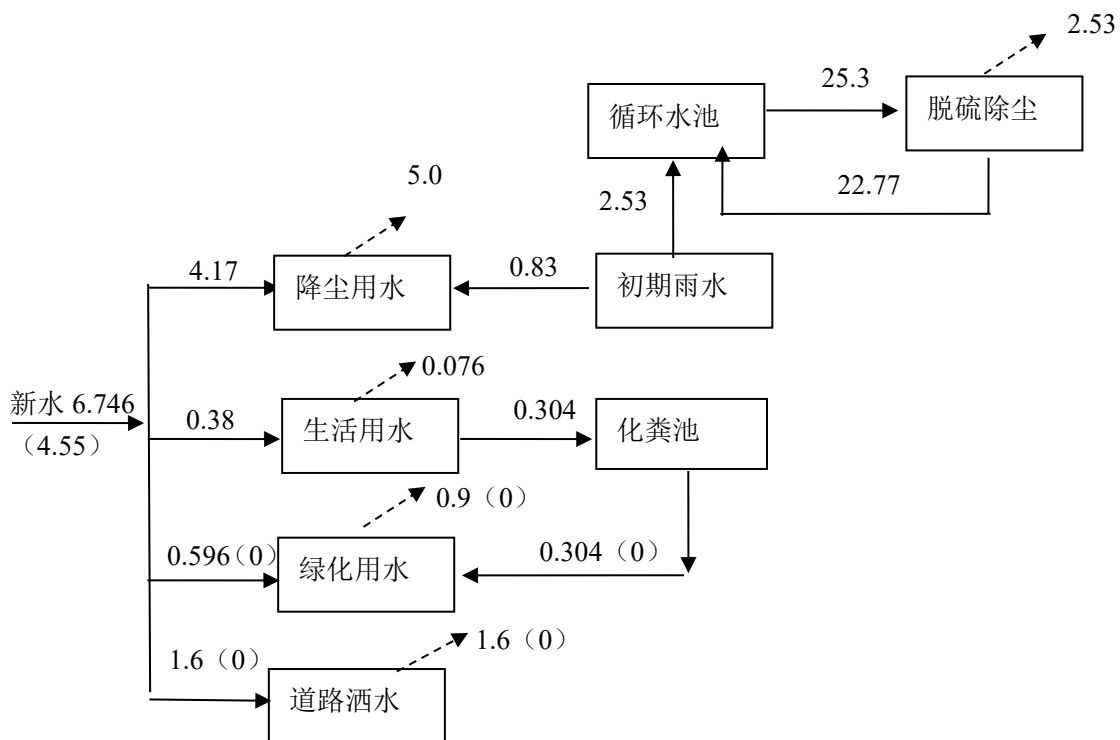 2.53
25.3
循环水池
脱硫除尘
22.77
5.0
2.53
4.17
降尘用水
0.83
初期雨水
0.076
新水 6.746
(4.55)
0.38
生活用水
0.304
化粪池
0.9（0）
0.596(0)
绿化用水
0.304（0）
1.6（0）
1.6（0）
道路洒水